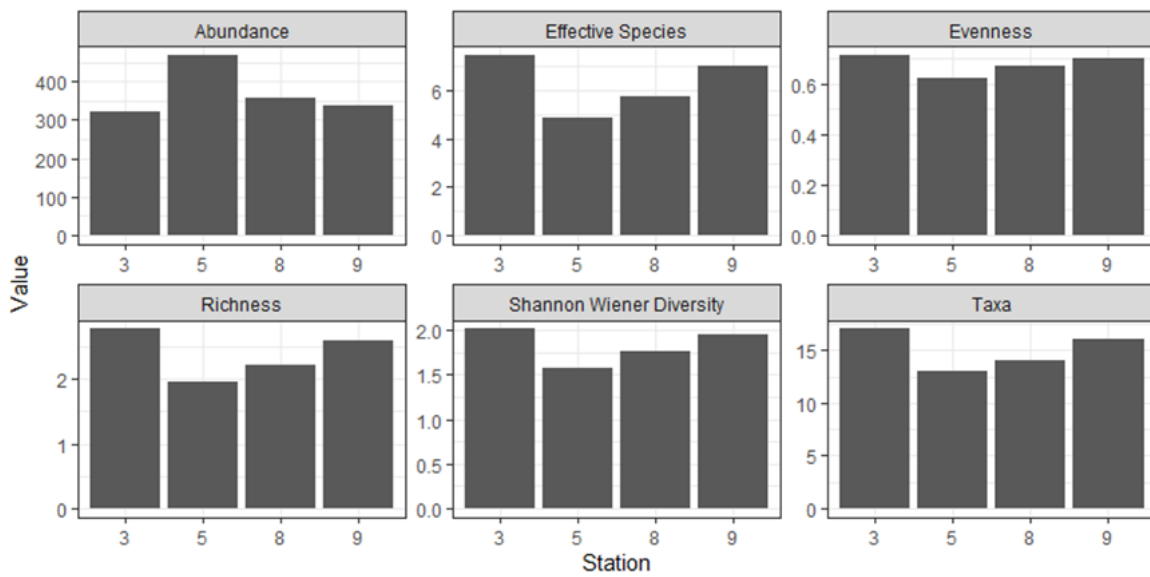 Abundance
Effective Species
Evenness
400
300
200
100
0
6
4
2
0
0.6
0.4
0.2
0.0
3 5 8 9
3 5 8 9
3 5 8 9
Value
Richness
Shannon Wiener Diversity
Taxa
2
1
0
2.0
1.5
1.0
0.5
0.0
15
10
5
0
3 5 8 9
3 5 8 9
3 5 8 9
Station